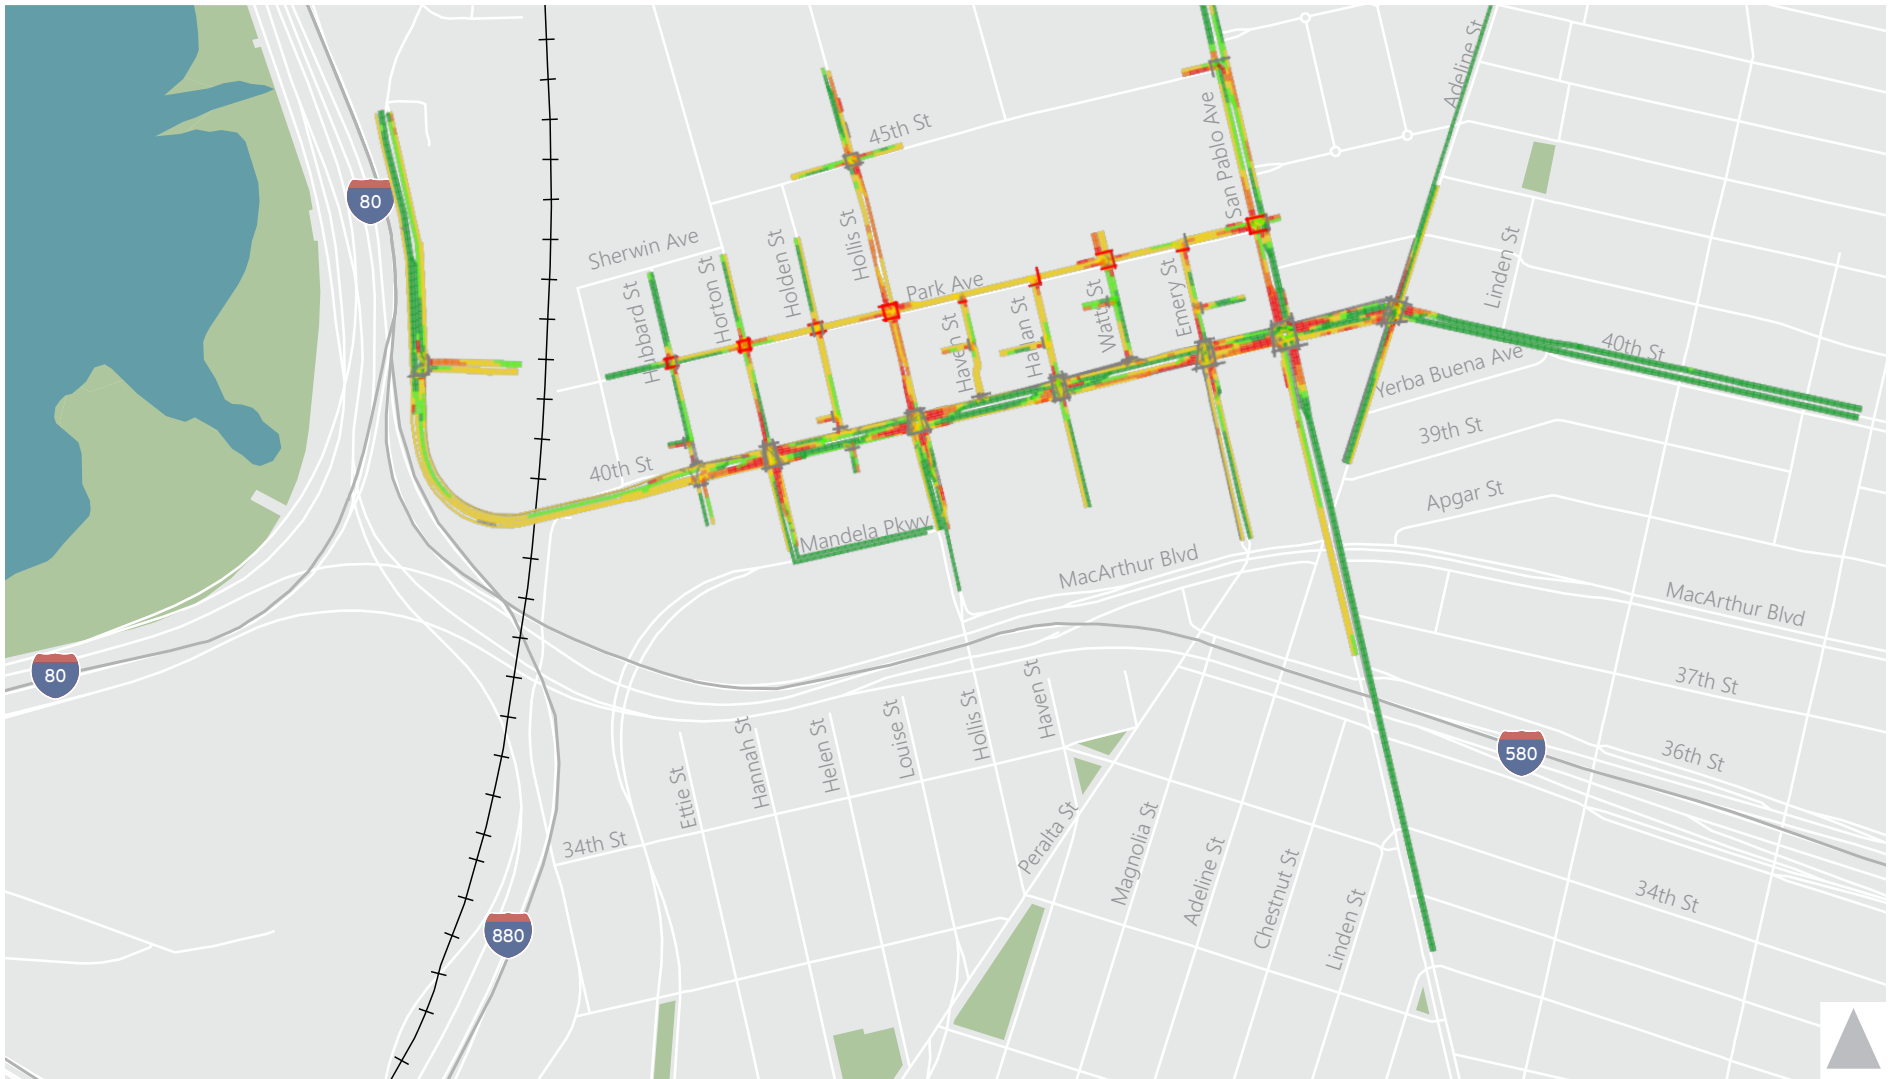 Adeline St
45th St
San Pablo Ave
80
Sherwin Ave
Hollis St
Holden St
Horton St
Hubbard St
Park Ave
Haven St
Harlan St
Watts St
Emery St
Linden St
40th St
Yerba Buena Ave
39th St
40th St
Apgar St
Mandela Pkwy
MacArthur Blvd
MacArthur Blvd
80
37th St
580
36th St
Ettie St
Hannah St
Helen St
Louise St
Hollis St
Haven St
34th St
Peralta St
Magnolia St
Adeline St
Chestnut St
Linden St
34th St
880